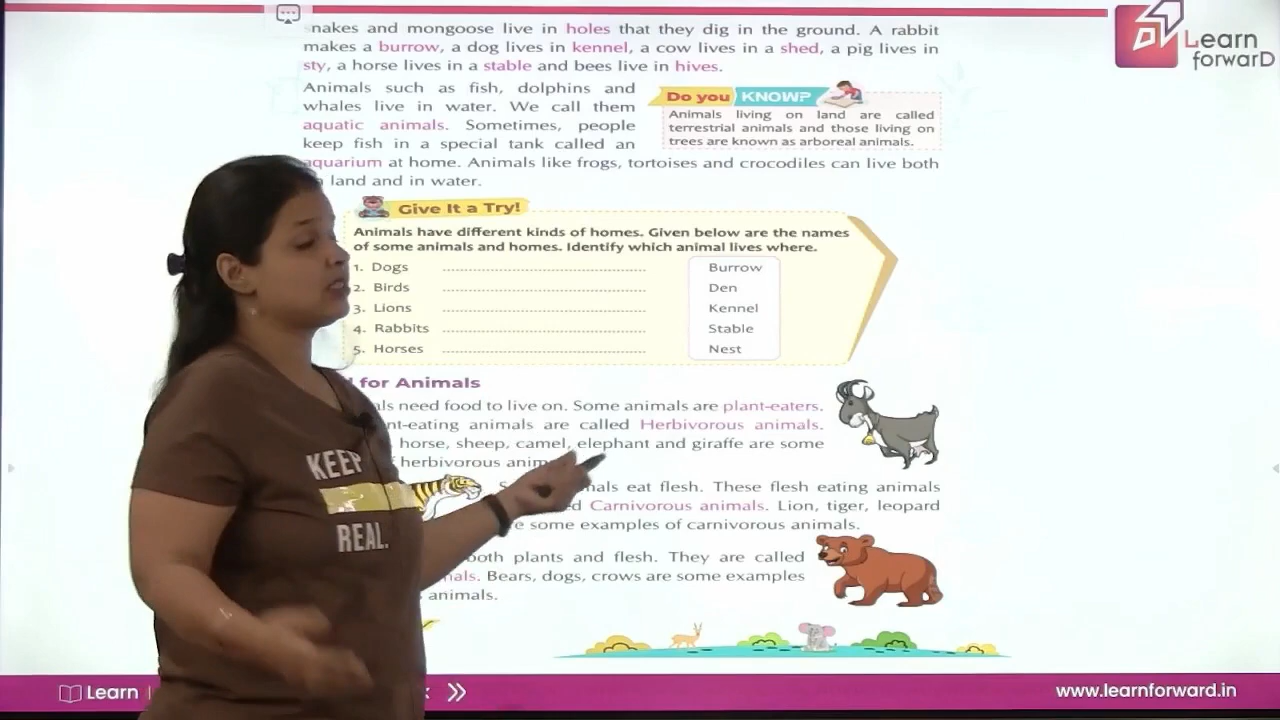 nakes and mongoose live in holes that they dig in the ground. A rabbit
makes a burrow, a dog lives in kennel, a cow lives in a shed, a pig lives in
sty, a horse lives in a stable and bees live in hives.
Animals such as fish, dolphins and
whales live in water. We call them
aquatic animals. Sometimes, people
keep fish in a special tank called an
aquarium at home. Animals like frogs, tortoises and crocodiles can live both
land and in water.
Do you KNOW?
Animals living on land are called
terrestrial animals and those living on
trees are known as arboreal animals.
Give It a Try!
Animals have different kinds of homes. Given below are the names
of some animals and homes. Identify which animal lives where.
1. Dogs ........................ Burrow
2. Birds ........................ Den
3. Lions ........................ Kennel
4. Rabbits ........................ Stable
5. Horses ........................ Nest
for Animals
als need food to live on. Some animals are plant-eaters.
nt-eating animals are called Herbivorous animals.
horse, sheep, camel, elephant and giraffe are some
f herbivorous anim
mals eat flesh. These flesh eating animals
d Carnivorous animals. Lion, tiger, leopard
e some examples of carnivorous animals.
both plants and flesh. They are called
nals. Bears, dogs, crows are some examples
animals.
KEEP
REAL.
Learn
forwarD
Learn |
www.learnforward.in